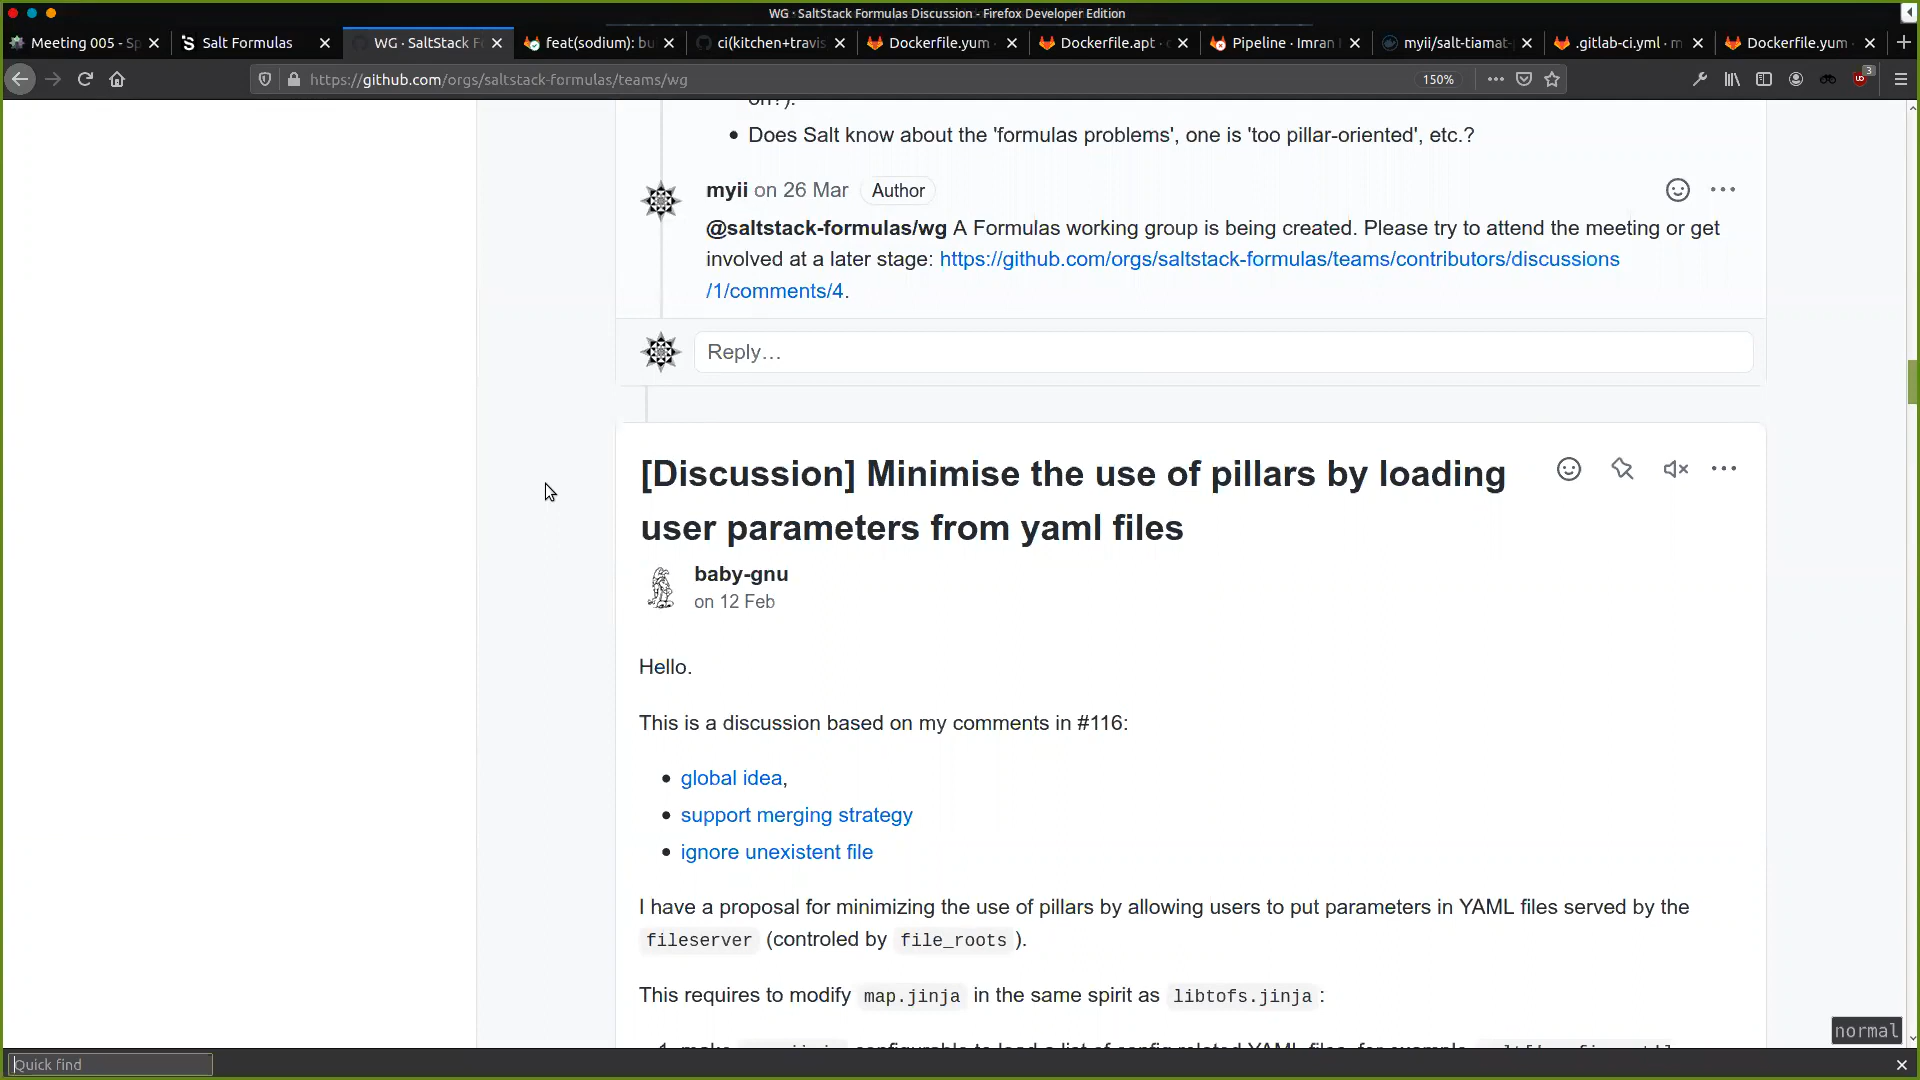 WG · SaltStack Formulas Discussion - Firefox Developer Edition
Meeting 005 - Sp
Salt Formulas
WG · SaltStack F
feat(sodium): bu
ci(kitchen+travis
Dockerfile.yum ·
Dockerfile.apt ·
Pipeline · Imran
myii/salt-tiamat-
.gitlab-ci.yml · m
Dockerfile.yum ·
https://github.com/orgs/saltstack-formulas/teams/wg
150%
3
on?).
• Does Salt know about the 'formulas problems', one is 'too pillar-oriented', etc.?
myii on 26 Mar Author
@saltstack-formulas/wg A Formulas working group is being created. Please try to attend the meeting or get
involved at a later stage: https://github.com/orgs/saltstack-formulas/teams/contributors/discussions
/1/comments/4.
Reply…
[Discussion] Minimise the use of pillars by loading
user parameters from yaml files
baby-gnu
on 12 Feb
Hello.
This is a discussion based on my comments in #116:
• global idea,
• support merging strategy
• ignore unexistent file
I have a proposal for minimizing the use of pillars by allowing users to put parameters in YAML files served by the
fileserver (controled by file_roots ).
This requires to modify map.jinja in the same spirit as libtofs.jinja :
normal
Quick find